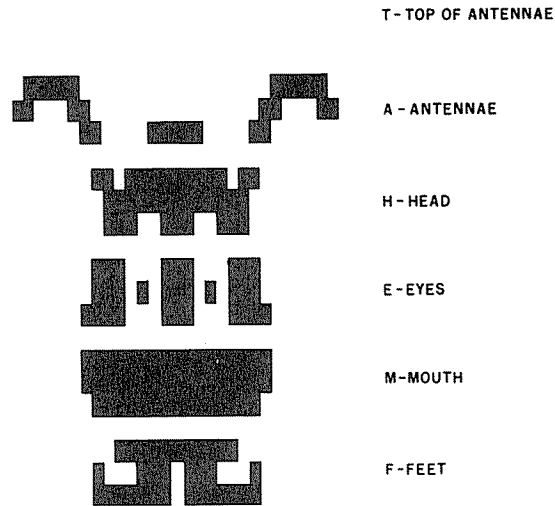 T-TOP OF ANTENNAE
A-ANTENNAE
H-HEAD
E-EYES
M-MOUTH
F-FEET